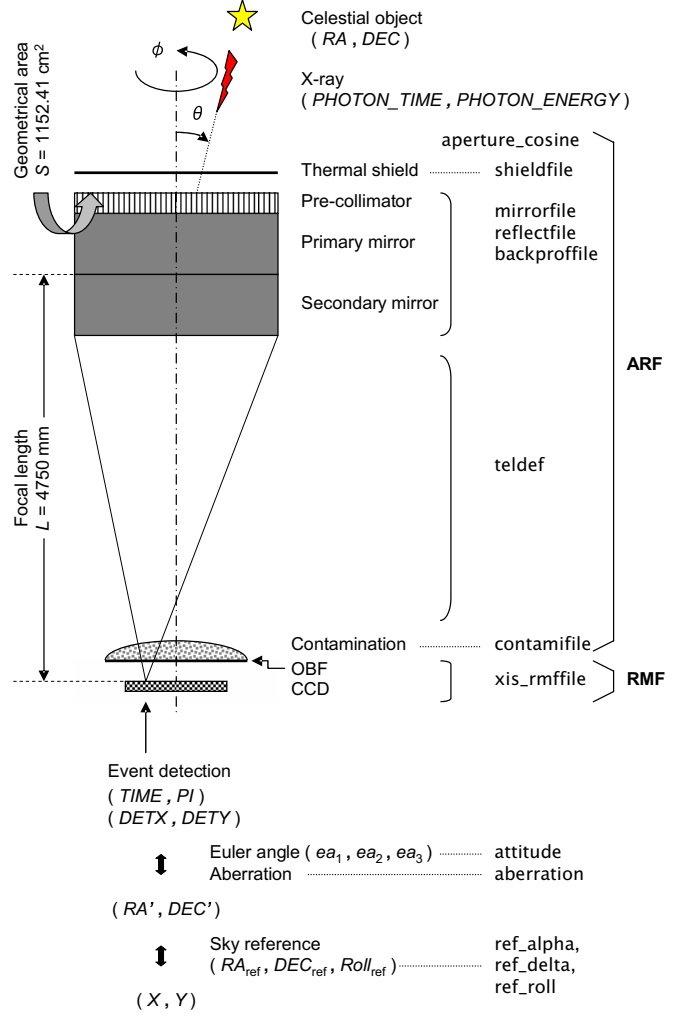 Celestial object
( RA , DEC )
ϕ
X-ray
( PHOTON_TIME , PHOTON_ENERGY )
θ
Geometrical area
S = 1152.41 cm²
aperture_cosine
Thermal shield
shieldfile
Pre-collimator
mirrorfile
reflectfile
backproffile
Primary mirror
Secondary mirror
ARF
Focal length
L = 4750 mm
teldef
Contamination
contamifile
OBF
CCD
xis_rmffile
RMF
Event detection
( TIME , PI )
( DETX , DETY )
Euler angle ( ea₁ , ea₂ , ea₃ )
attitude
Aberration
aberration
( RA’ , DEC’ )
Sky reference
( RAref , DECref , Rollref )
ref_alpha,
ref_delta,
ref_roll
( X , Y )